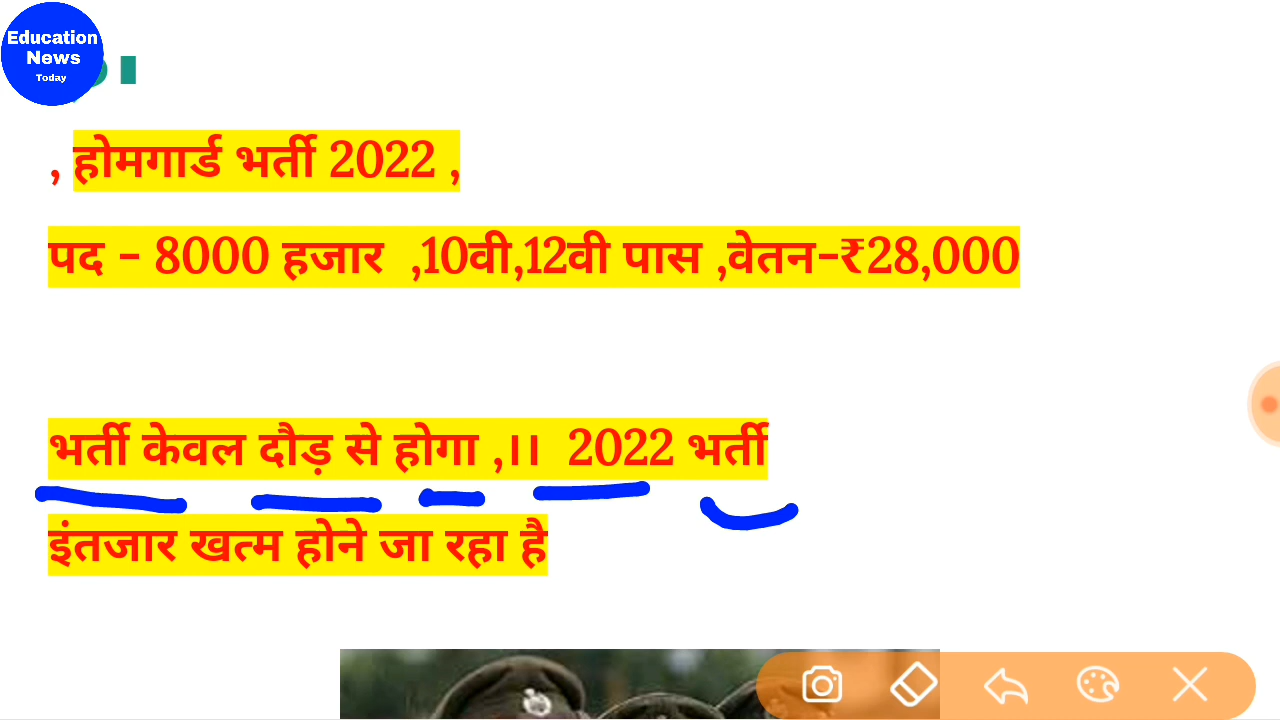 Education
News
Today
, होमगार्ड भर्ती 2022 ,
पद - 8000 हजार ,10वी,12वी पास ,वेतन-₹28,000
भर्ती केवल दौड़ से होगा ,।। 2022 भर्ती
इंतजार खत्म होने जा रहा है